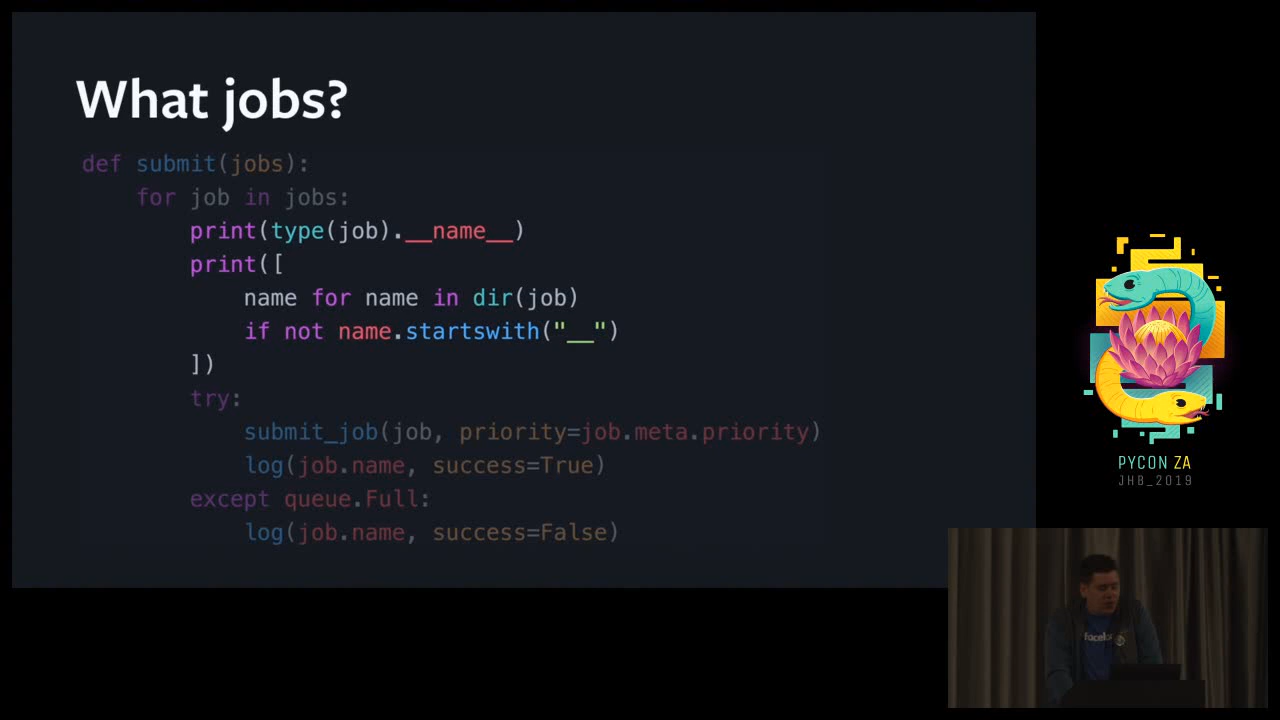 What jobs?
def submit(jobs):
    for job in jobs:
        print(type(job).__name__)
        print([
            name for name in dir(job)
            if not name.startswith("__")
        ])
        try:
            submit_job(job, priority=job.meta.priority)
            log(job.name, success=True)
        except queue.Full:
            log(job.name, success=False)
PYCON ZA
JHB_2019